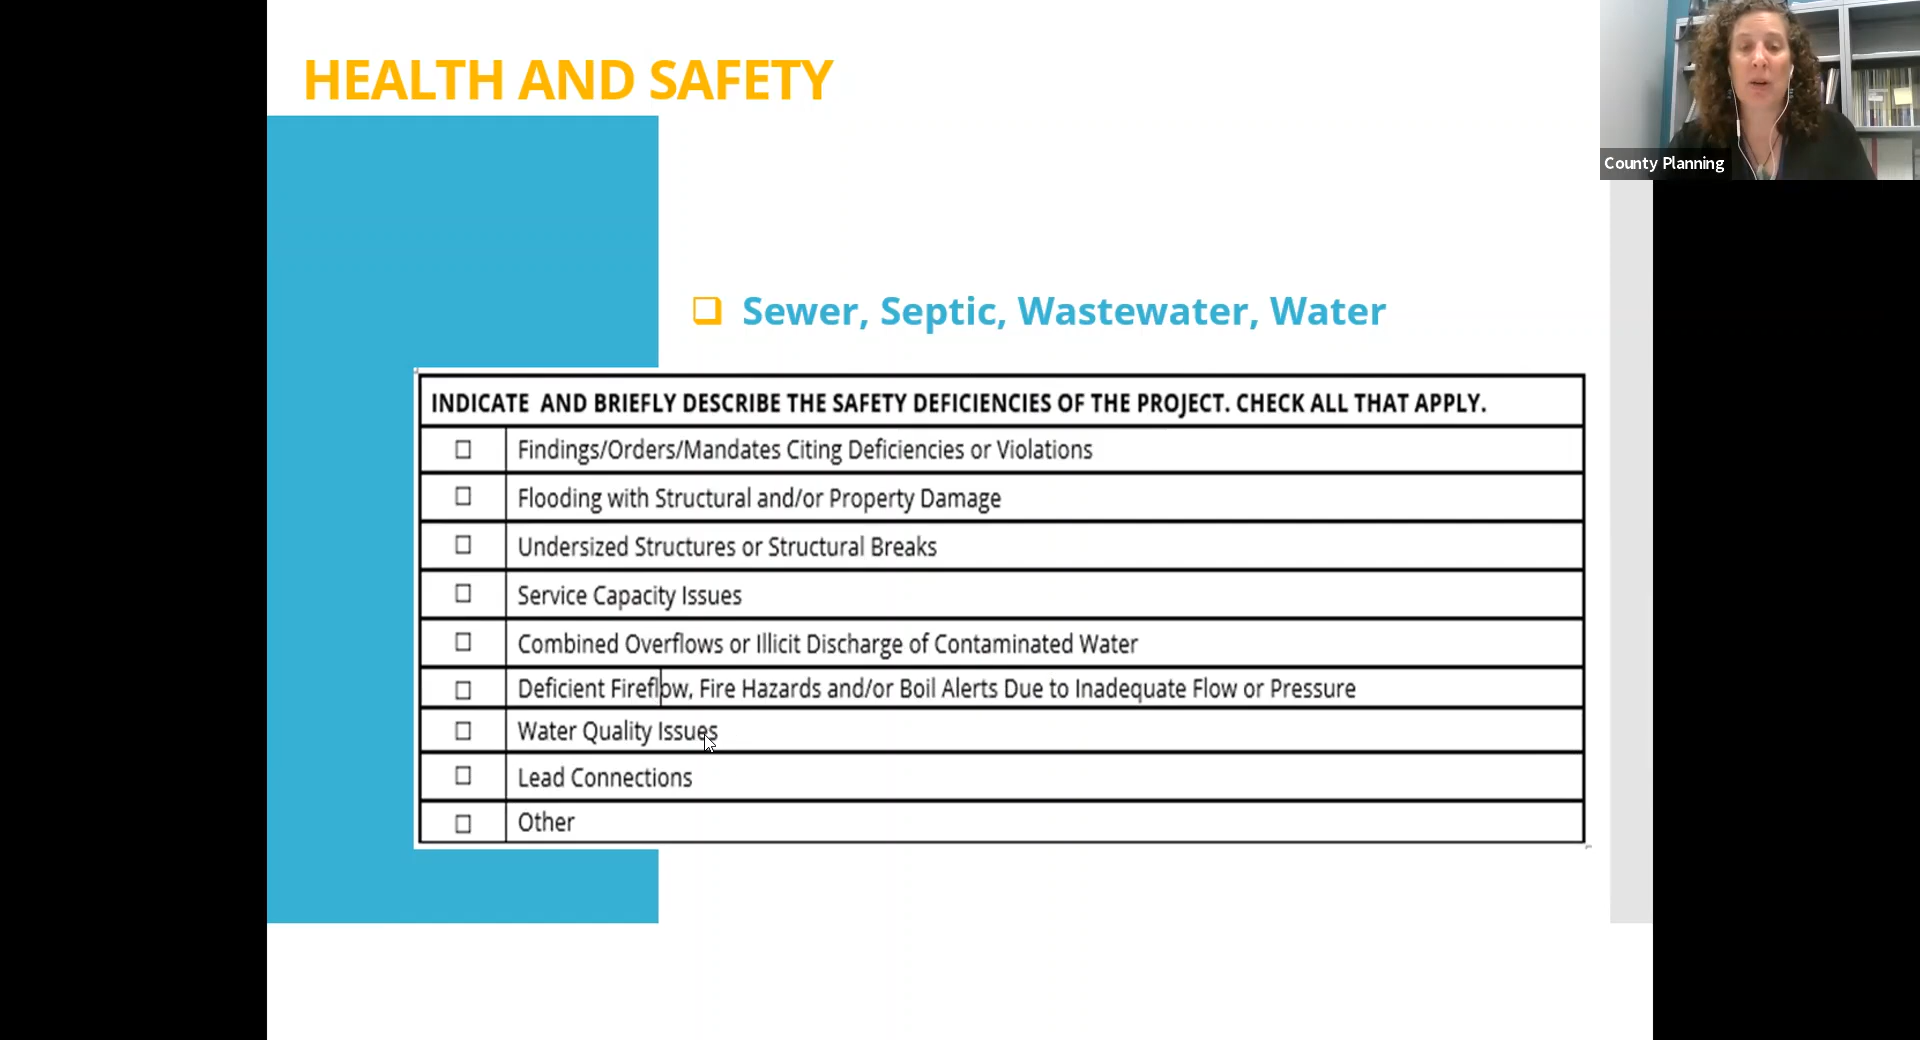 HEALTH AND SAFETY
County Planning
Sewer, Septic, Wastewater, Water
INDICATE AND BRIEFLY DESCRIBE THE SAFETY DEFICIENCIES OF THE PROJECT. CHECK ALL THAT APPLY.
Findings/Orders/Mandates Citing Deficiencies or Violations
Flooding with Structural and/or Property Damage
Undersized Structures or Structural Breaks
Service Capacity Issues
Combined Overflows or Illicit Discharge of Contaminated Water
Deficient Fireflow, Fire Hazards and/or Boil Alerts Due to Inadequate Flow or Pressure
Water Quality Issues
Lead Connections
Other